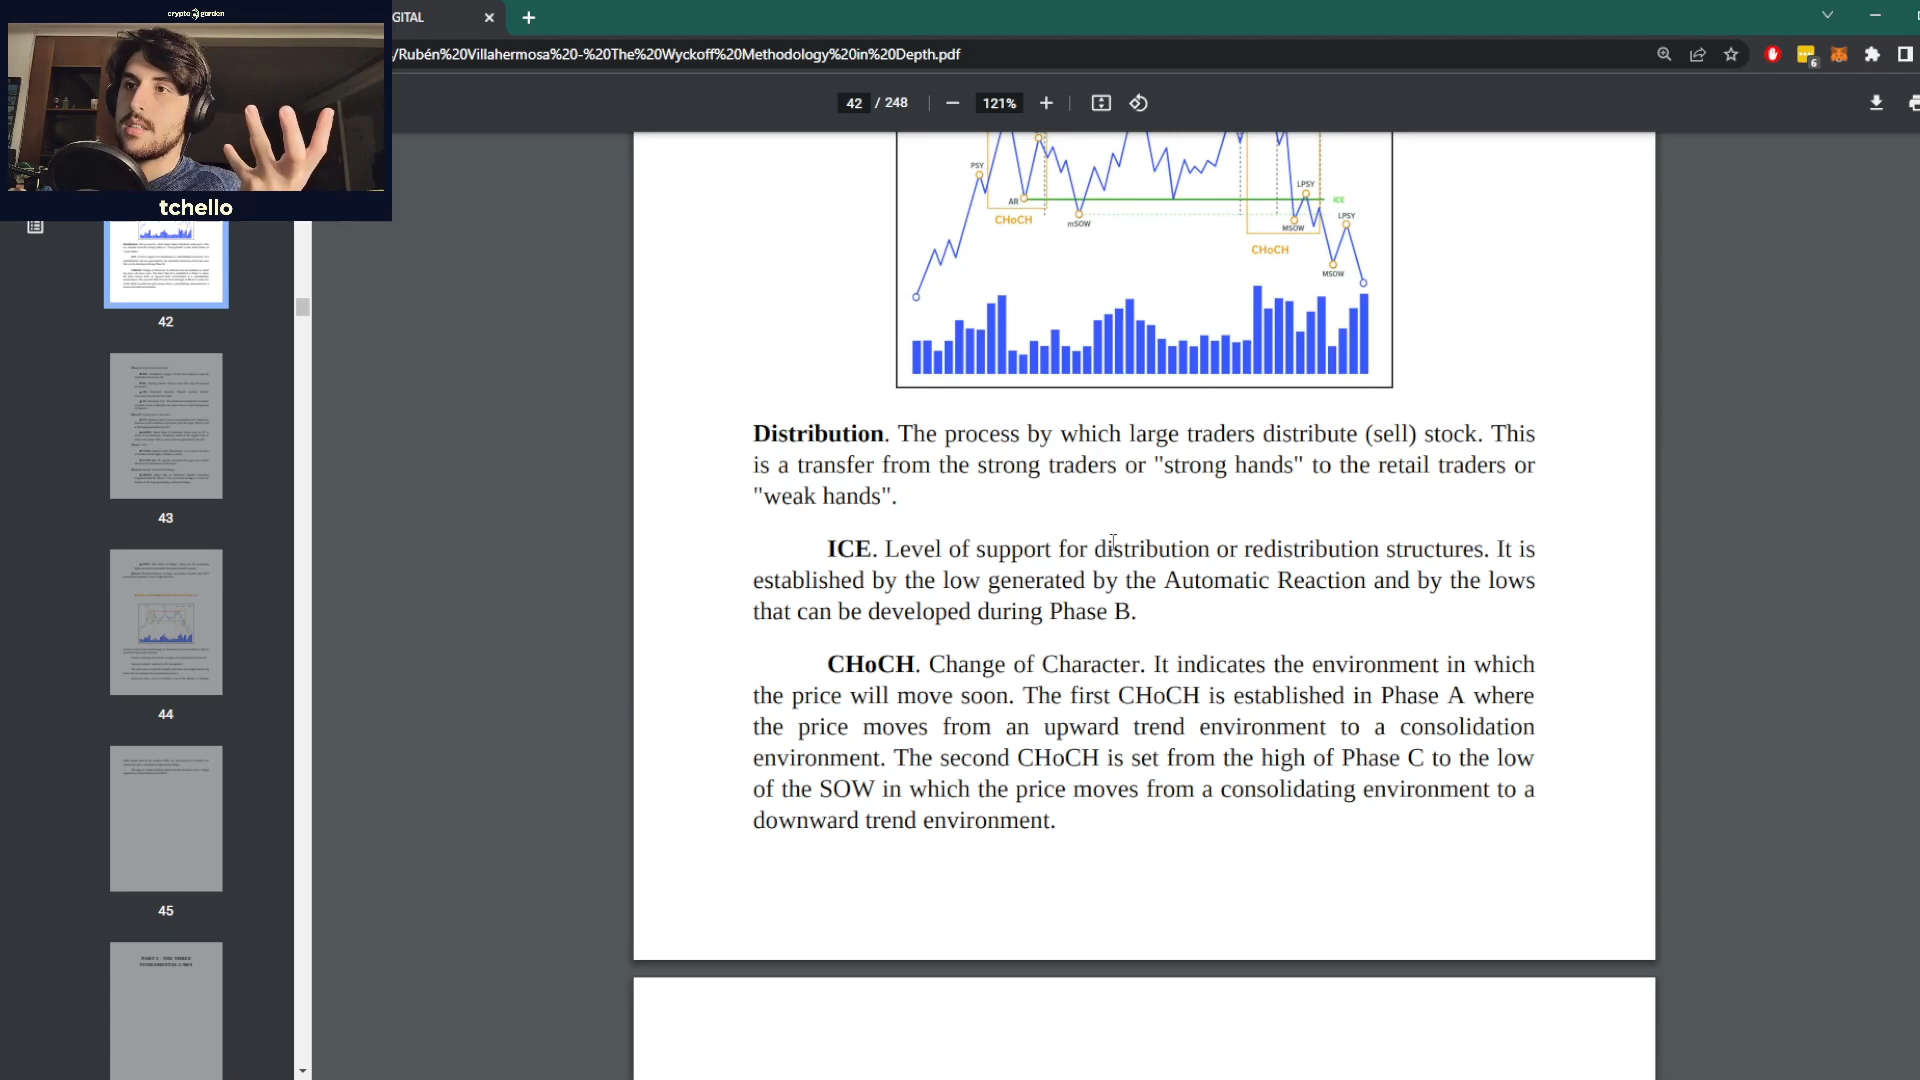 crypto garden
tchello
GITAL
/Rubén%20Villahermosa%20-%20The%20Wyckoff%20Methodology%20in%20Depth.pdf
6
42 / 248
121%
PSY
AR
CHoCH
mSOW
LPSY
ICE
LPSY
MSOW
CHoCH
MSOW
Distribution. The process by which large traders distribute (sell) stock. This
is a transfer from the strong traders or "strong hands" to the retail traders or
"weak hands".
ICE. Level of support for distribution or redistribution structures. It is
established by the low generated by the Automatic Reaction and by the lows
that can be developed during Phase B.
CHoCH. Change of Character. It indicates the environment in which
the price will move soon. The first CHoCH is established in Phase A where
the price moves from an upward trend environment to a consolidation
environment. The second CHoCH is set from the high of Phase C to the low
of the SOW in which the price moves from a consolidating environment to a
downward trend environment.
42
43
44
45
PART 3 - THE THREE
FUNDAMENTAL LAWS